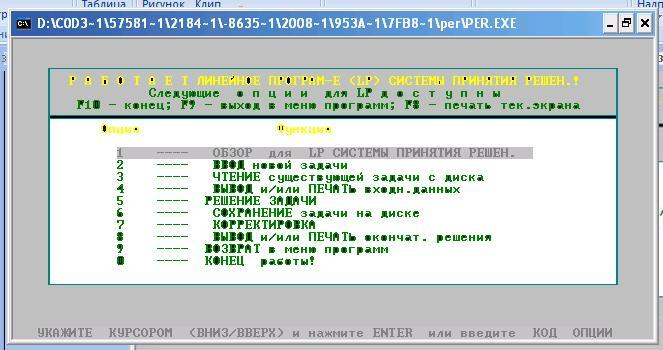 Таблица Рисунок Клип
D:\COD3~1\57581~1\2184~1\-8635~1\2008~1\953A~1\7FB8~1\per\PER.EXE
Р А Б О Т А Е Т ЛИНЕЙНОЕ ПРОГРАМ-Е (LP) СИСТЕМЫ ПРИНЯТИЯ РЕШЕН.!
Следующие о п ц и и для LP д о с т у п н ы
F10 - конец; F9 - выход в меню программ; F8 - печать тек.экрана
Опция Функция
1 ---- ОБЗОР для LP СИСТЕМЫ ПРИНЯТИЯ РЕШЕН.
2 ---- ВВОД новой задачи
3 ---- ЧТЕНИЕ существующей задачи с диска
4 ---- ВЫВОД и/или ПЕЧАТЬ входн.данных
5 ---- РЕШЕНИЕ ЗАДАЧИ
6 ---- СОХРАНЕНИЕ задачи на диске
7 ---- КОРРЕКТИРОВКА
8 ---- ВЫВОД и/или ПЕЧАТЬ окончат. решения
9 ---- ВОЗВРАТ в меню программ
0 ---- КОНЕЦ работы!
УКАЖИТЕ КУРСОРОМ (ВНИЗ/ВВЕРХ) и нажмите ENTER или введите КОД ОПЦИИ